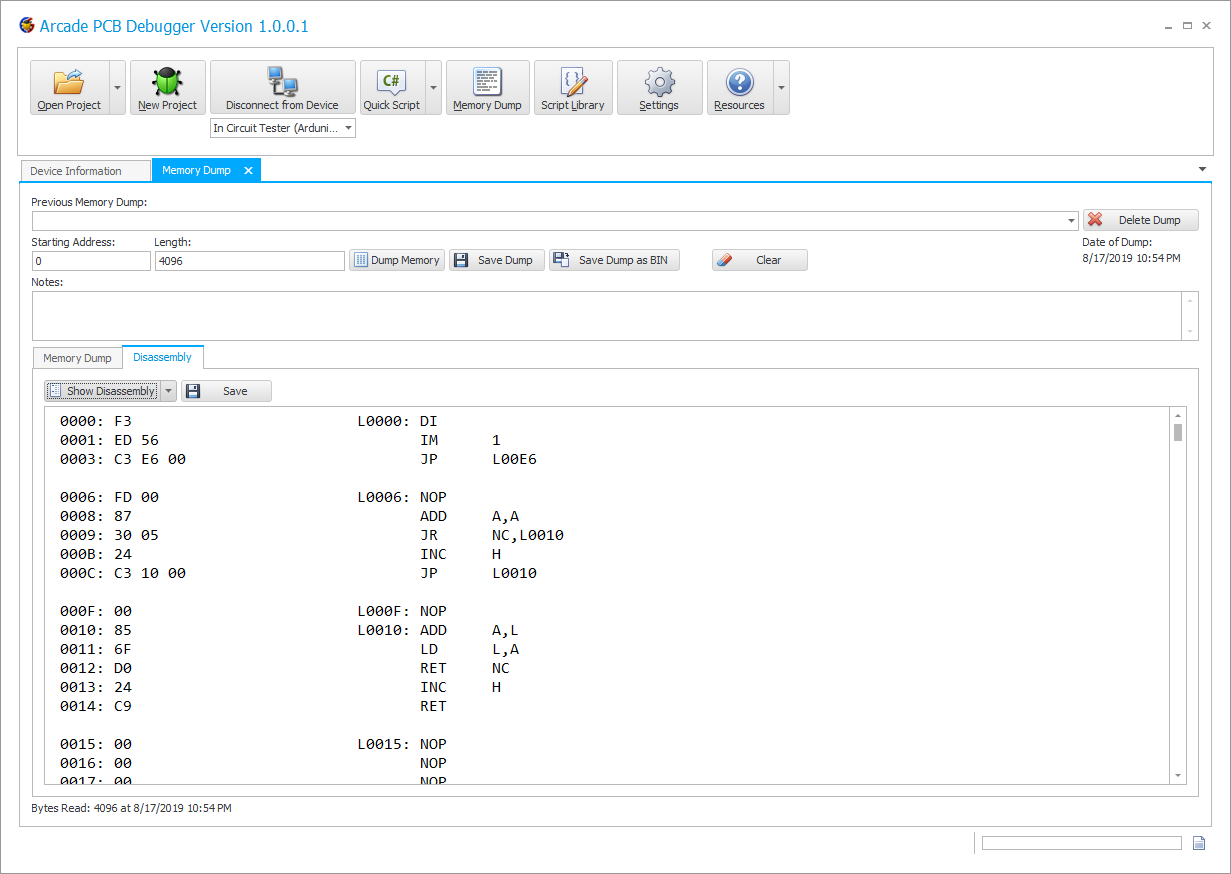 Arcade PCB Debugger Version 1.0.0.1
Open Project New Project Disconnect from Device C# Quick Script Memory Dump {} Script Library Settings ? Resources
In Circuit Tester (Arduni...
Device Information Memory Dump
Previous Memory Dump:
Delete Dump
Starting Address: Length: Date of Dump:
0 4096 Dump Memory Save Dump Save Dump as BIN Clear 8/17/2019 10:54 PM
Notes:
Memory Dump Disassembly
Show Disassembly Save
0000: F3 L0000: DI
0001: ED 56 IM 1
0003: C3 E6 00 JP L00E6
0006: FD 00 L0006: NOP
0008: 87 ADD A,A
0009: 30 05 JR NC,L0010
000B: 24 INC H
000C: C3 10 00 JP L0010
000F: 00 L000F: NOP
0010: 85 L0010: ADD A,L
0011: 6F LD L,A
0012: D0 RET NC
0013: 24 INC H
0014: C9 RET
0015: 00 L0015: NOP
0016: 00 NOP
0017: 00 NOP
Bytes Read: 4096 at 8/17/2019 10:54 PM